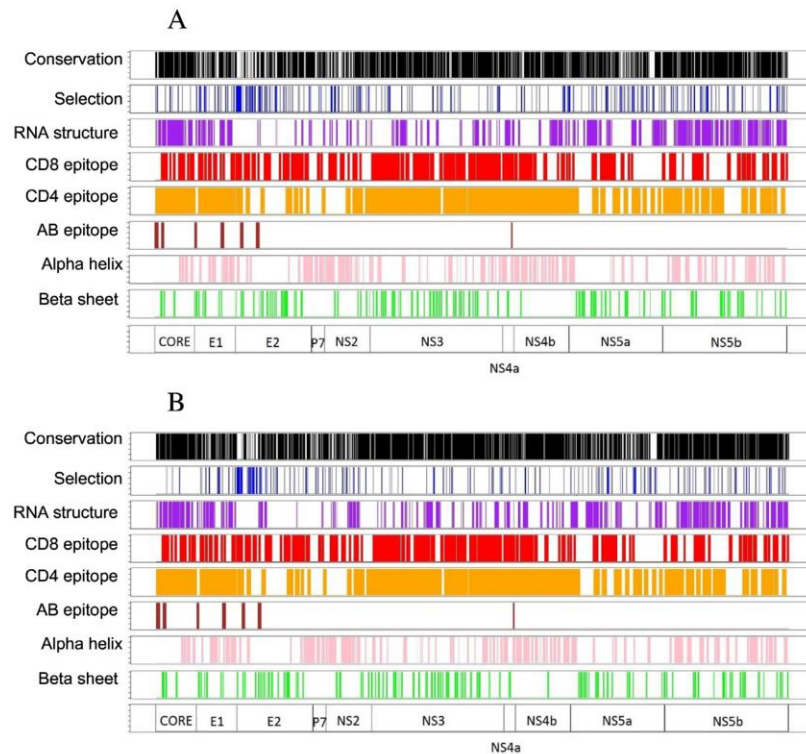 A
Conservation
Selection
RNA structure
CD8 epitope
CD4 epitope
AB epitope
Alpha helix
Beta sheet
CORE E1 E2 P7 NS2 NS3 NS4b NS5a NS5b
NS4a
B
Conservation
Selection
RNA structure
CD8 epitope
CD4 epitope
AB epitope
Alpha helix
Beta sheet
CORE E1 E2 P7 NS2 NS3 NS4b NS5a NS5b
NS4a